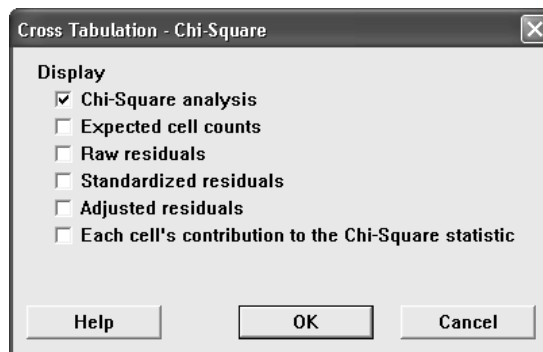 Cross Tabulation - Chi-Square
Display
Chi-Square analysis
Expected cell counts
Raw residuals
Standardized residuals
Adjusted residuals
Each cell's contribution to the Chi-Square statistic
Help OK Cancel